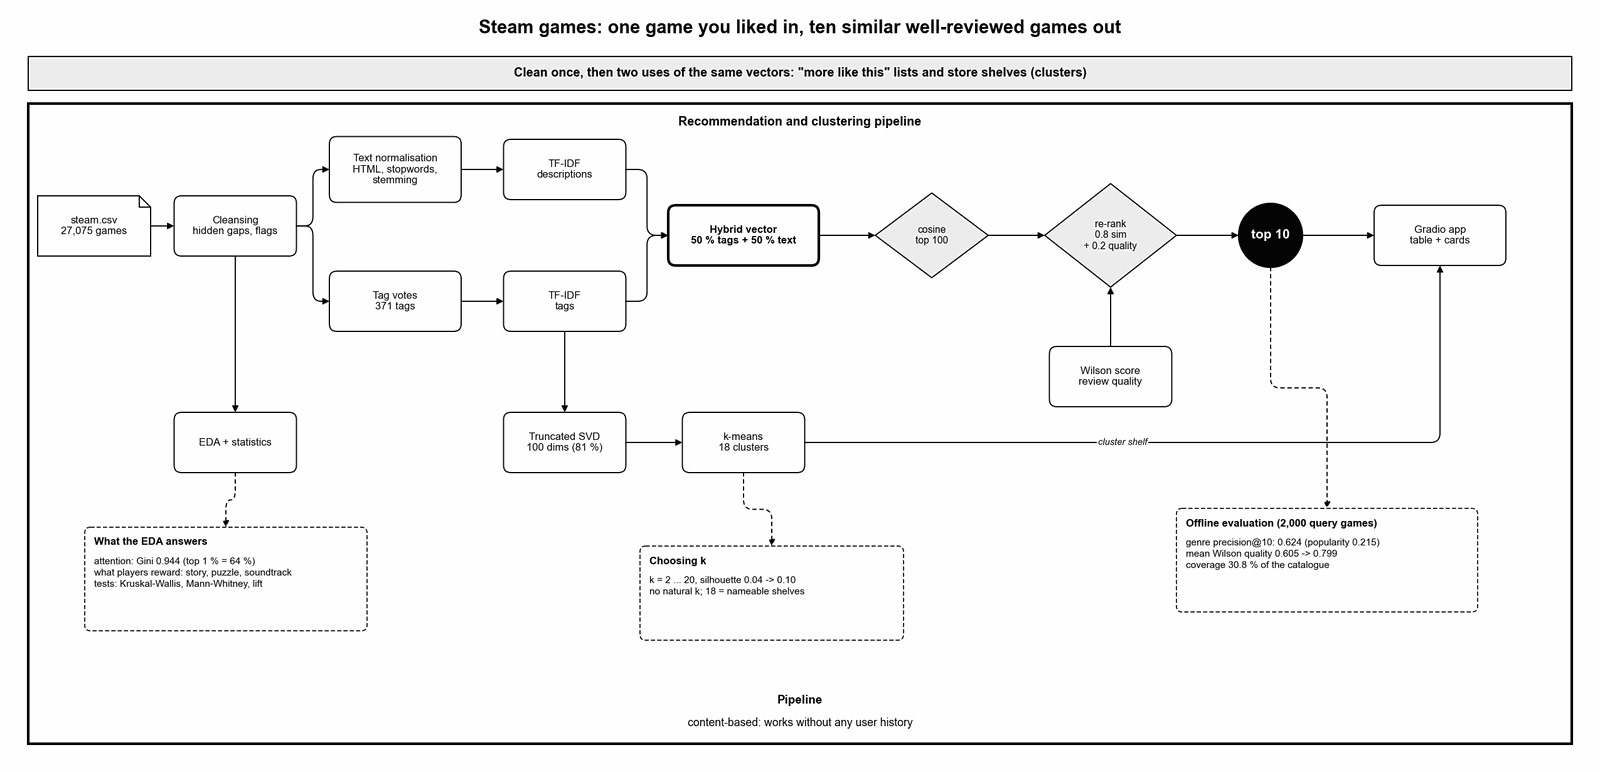 Steam games: one game you liked in, ten similar well-reviewed games out
Clean once, then two uses of the same vectors: "more like this" lists and store shelves (clusters)
Recommendation and clustering pipeline
steam.csv
27,075 games
Cleansing
hidden gaps, flags
Text normalisation
HTML, stopwords,
stemming
TF-IDF
descriptions
Tag votes
371 tags
TF-IDF
tags
Hybrid vector
50 % tags + 50 % text
cosine
top 100
re-rank
0.8 sim
+ 0.2 quality
top 10
Gradio app
table + cards
Wilson score
review quality
EDA + statistics
Truncated SVD
100 dims (81 %)
k-means
18 clusters
cluster shelf
What the EDA answers
attention: Gini 0.944 (top 1 % = 64 %)
what players reward: story, puzzle, soundtrack
tests: Kruskal-Wallis, Mann-Whitney, lift
Choosing k
k = 2 ... 20, silhouette 0.04 -> 0.10
no natural k; 18 = nameable shelves
Offline evaluation (2,000 query games)
genre precision@10: 0.624 (popularity 0.215)
mean Wilson quality 0.605 -> 0.799
coverage 30.8 % of the catalogue
Pipeline
content-based: works without any user history